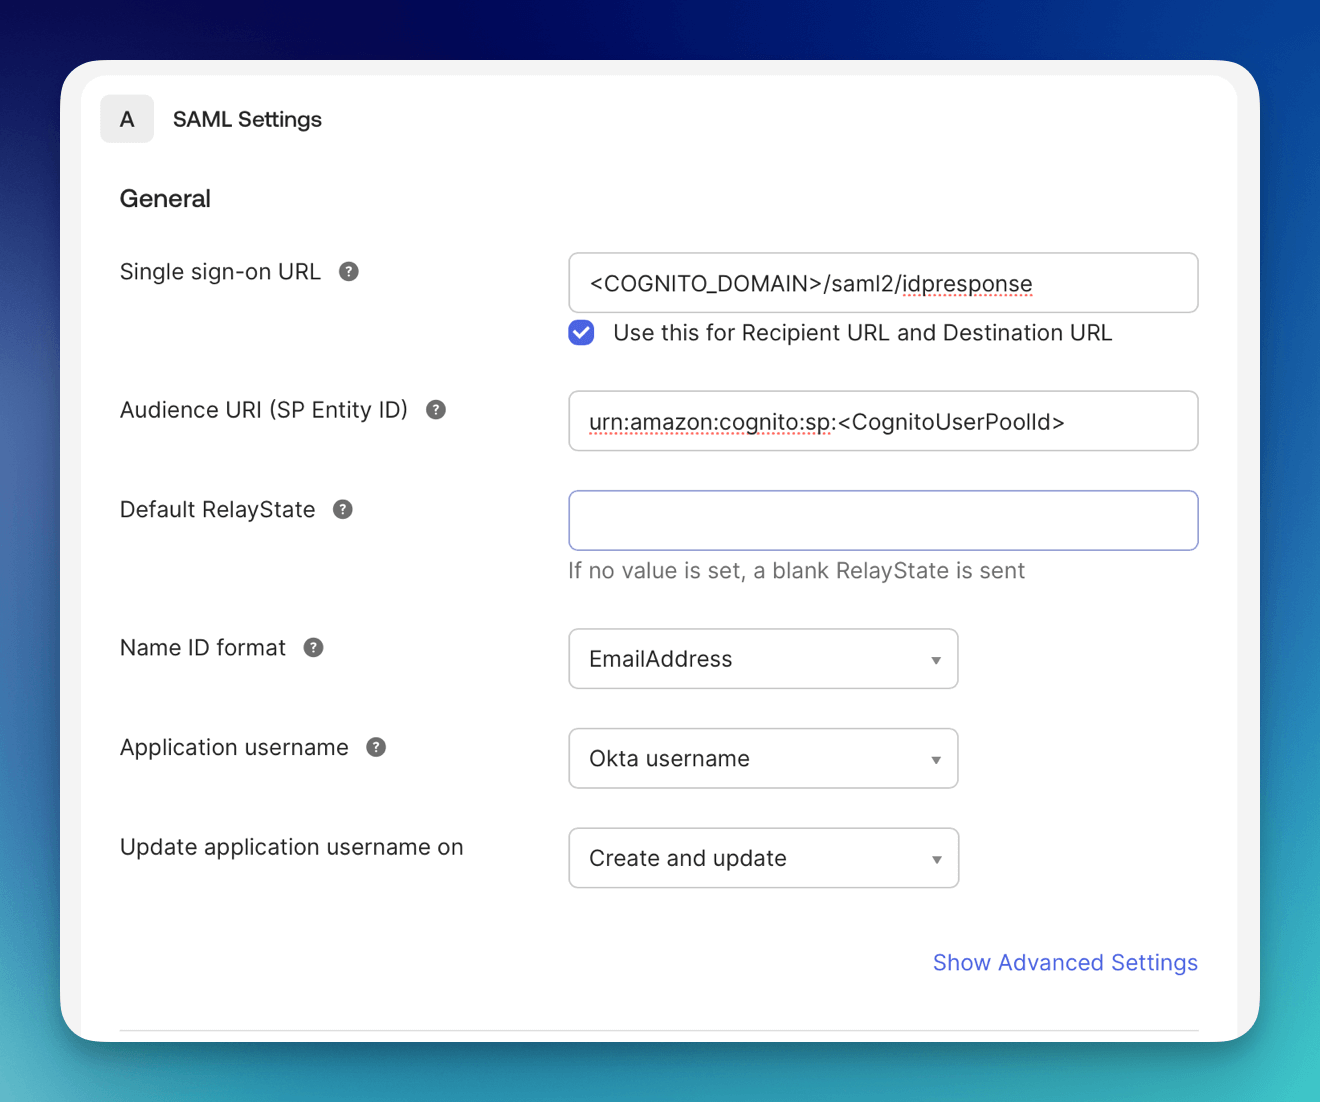 A SAML Settings
General
Single sign-on URL ?
<COGNITO_DOMAIN>/saml2/idpresponse
Use this for Recipient URL and Destination URL
Audience URI (SP Entity ID) ?
urn:amazon:cognito:sp:<CognitoUserPoolId>
Default RelayState ?
If no value is set, a blank RelayState is sent
Name ID format ?
EmailAddress
Application username ?
Okta username
Update application username on
Create and update
Show Advanced Settings